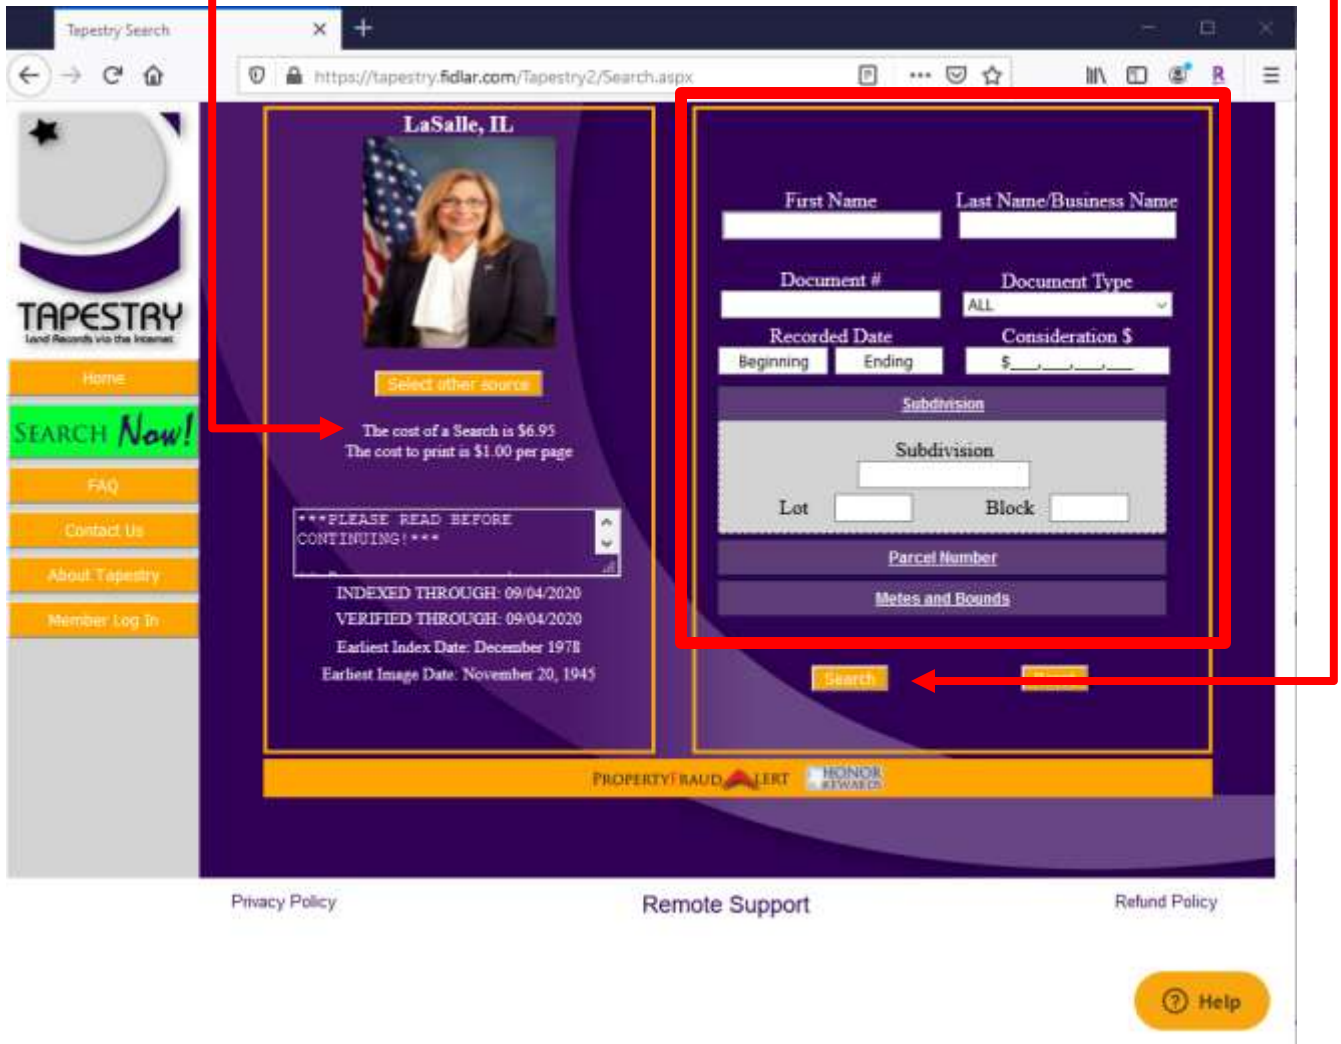 Tapestry Search
https://tapestry.fidlar.com/Tapestry2/Search.aspx
TAPESTRY
Land Records via the Internet
Home
SEARCH Now!
FAQ
Contact Us
About Tapestry
Member Log In
LaSalle, IL
Select other source
The cost of a Search is $6.95
The cost to print is $1.00 per page
***PLEASE READ BEFORE
CONTINUING!***
INDEXED THROUGH: 09/04/2020
VERIFIED THROUGH: 09/04/2020
Earliest Index Date: December 1978
Earliest Image Date: November 20, 1945
First Name
Last Name/Business Name
Document #
Document Type
ALL
Recorded Date
Consideration $
Beginning
Ending
$___,___,___,___
Subdivision
Subdivision
Lot
Block
Parcel Number
Metes and Bounds
Search
PROPERTYFRAUDALERT
HONOR
REWARDS
Privacy Policy
Remote Support
Refund Policy
? Help
R